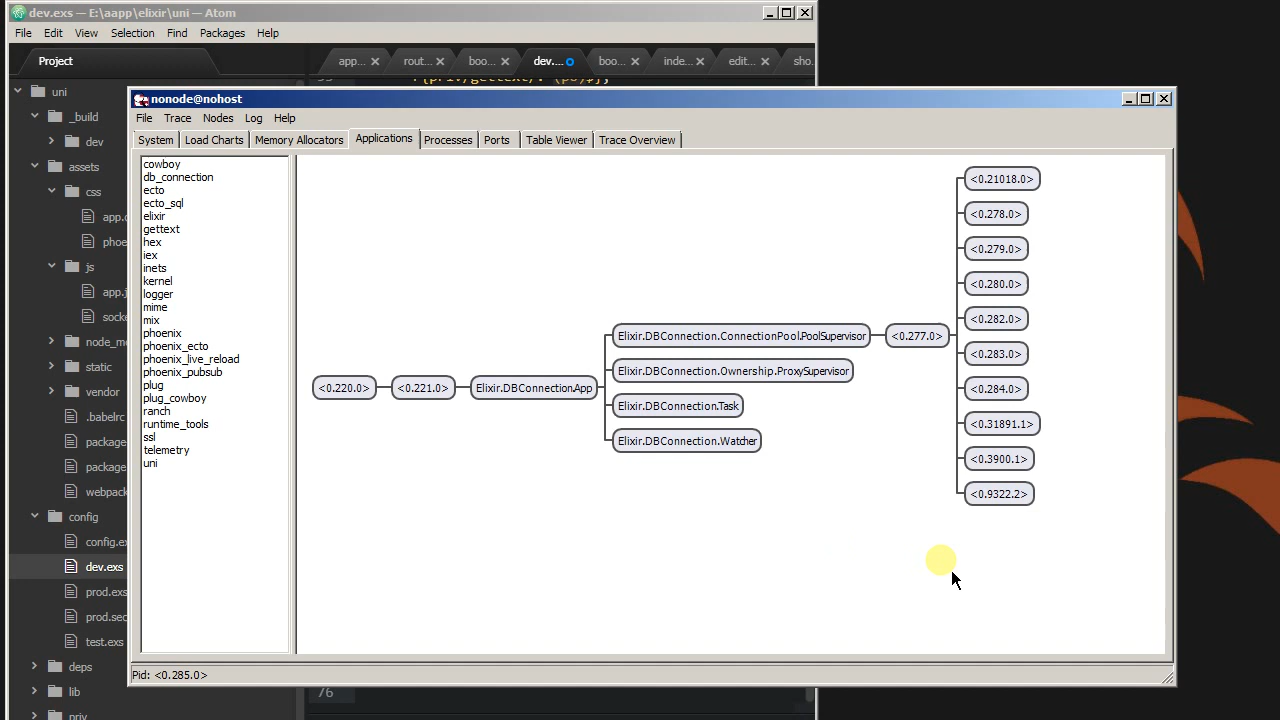 dev.exs — E:\aapp\elixir\uni — Atom
File Edit View Selection Find Packages Help
Project
app... rout... boo... dev.... boo... inde... edit... sho.
uni
_build
dev
assets
css
app.c
phoe
js
app.j
socke
node_m
static
vendor
.babelrc
package
package
webpack
config
config.ex
dev.exs
prod.exs
prod.sec
test.exs
deps
lib
priv
76
nonode@nohost
File Trace Nodes Log Help
System Load Charts Memory Allocators Applications Processes Ports Table Viewer Trace Overview
cowboy
db_connection
ecto
ecto_sql
elixir
gettext
hex
iex
inets
kernel
logger
mime
mix
phoenix
phoenix_ecto
phoenix_live_reload
phoenix_pubsub
plug
plug_cowboy
ranch
runtime_tools
ssl
telemetry
uni
<0.220.0> <0.221.0> Elixir.DBConnection.App
Elixir.DBConnection.ConnectionPool.PoolSupervisor <0.277.0>
Elixir.DBConnection.Ownership.ProxySupervisor
Elixir.DBConnection.Task
Elixir.DBConnection.Watcher
<0.21018.0>
<0.278.0>
<0.279.0>
<0.280.0>
<0.282.0>
<0.283.0>
<0.284.0>
<0.31891.1>
<0.3900.1>
<0.9322.2>
Pid: <0.285.0>